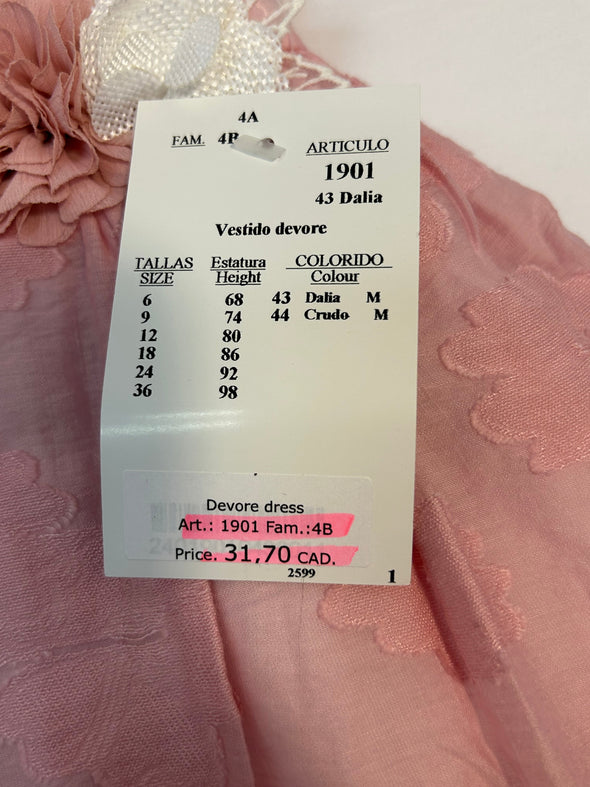 4A
FAM. 4B ARTICULO
1901
43 Dalia
Vestido devore
TALLAS Estatura COLORIDO
SIZE Height Colour
6 68 43 Dalia M
9 74 44 Crudo M
12 80
18 86
24 92
36 98
Devore dress
Art.: 1901 Fam.:4B
Price. 31,70 CAD.
2599 1